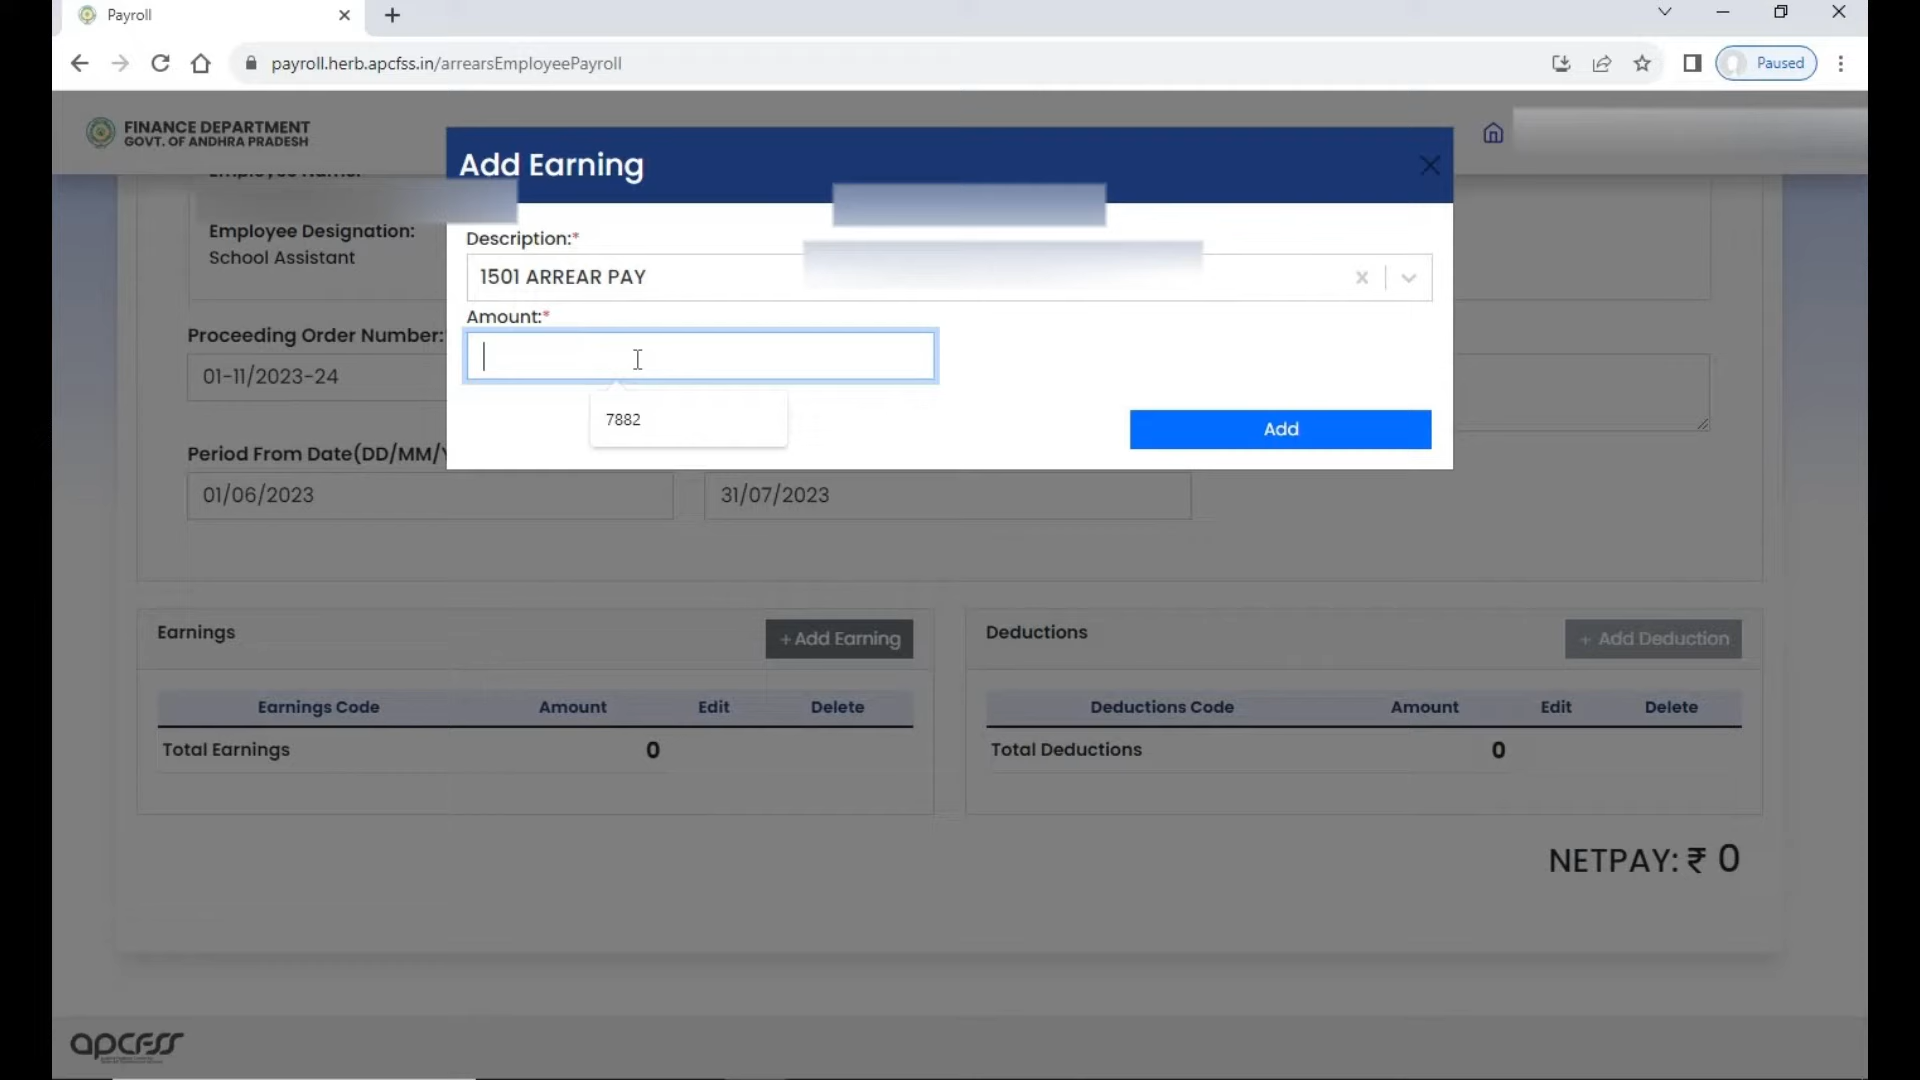 Payroll
payroll.herb.apcfss.in/arrearsEmployeePayroll
Paused
FINANCE DEPARTMENT
GOVT. OF ANDHRA PRADESH
Add Earning
Employee Name:
Employee Designation:
School Assistant
Description:*
1501 ARREAR PAY
Amount:*
7882
Add
Proceeding Order Number:
01-11/2023-24
Period From Date(DD/MM/
01/06/2023
31/07/2023
Earnings
+Add Earning
Earnings Code Amount Edit Delete
Total Earnings 0
Deductions
+ Add Deduction
Deductions Code Amount Edit Delete
Total Deductions 0
NETPAY: ₹ 0
apcfss